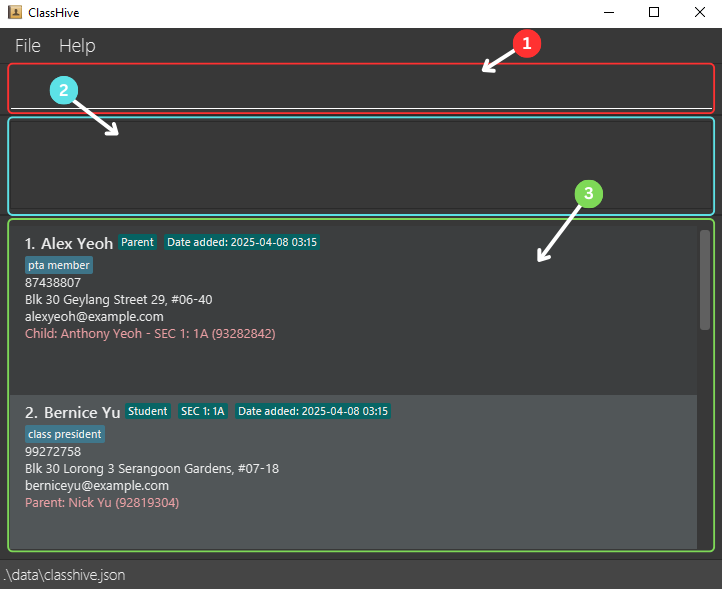 ClassHive
File Help
1
2
3
1. Alex Yeoh Parent Date added: 2025-04-08 03:15
pta member
87438807
Blk 30 Geylang Street 29, #06-40
alexyeoh@example.com
Child: Anthony Yeoh - SEC 1: 1A (93282842)
2. Bernice Yu Student SEC 1: 1A Date added: 2025-04-08 03:15
class president
99272758
Blk 30 Lorong 3 Serangoon Gardens, #07-18
berniceyu@example.com
Parent: Nick Yu (92819304)
.\data\classhive.json